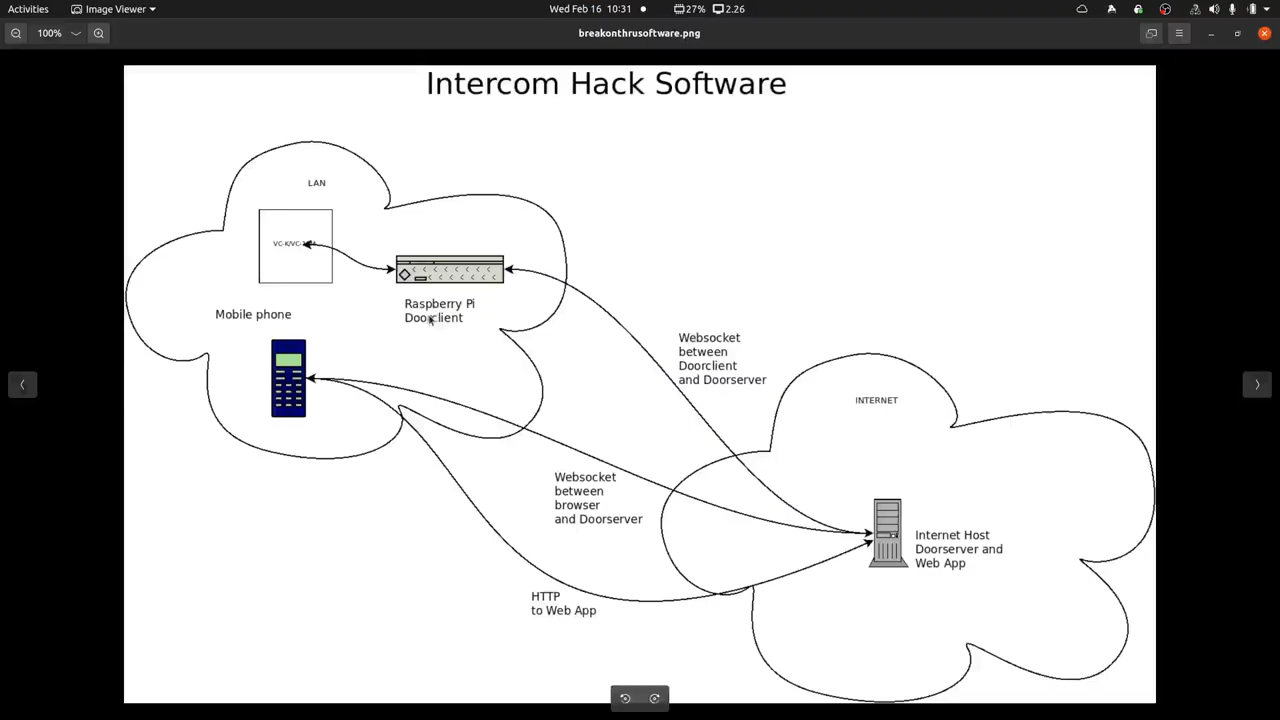 Activities
Image Viewer
Wed Feb 16 10:31
27%
2.26
100%
breakonthrusoftware.png
Intercom Hack Software
LAN
Mobile phone
Raspberry Pi
Doorclient
Websocket
between
Doorclient
and Doorserver
INTERNET
Websocket
between
browser
and Doorserver
Internet Host
Doorserver and
Web App
HTTP
to Web App